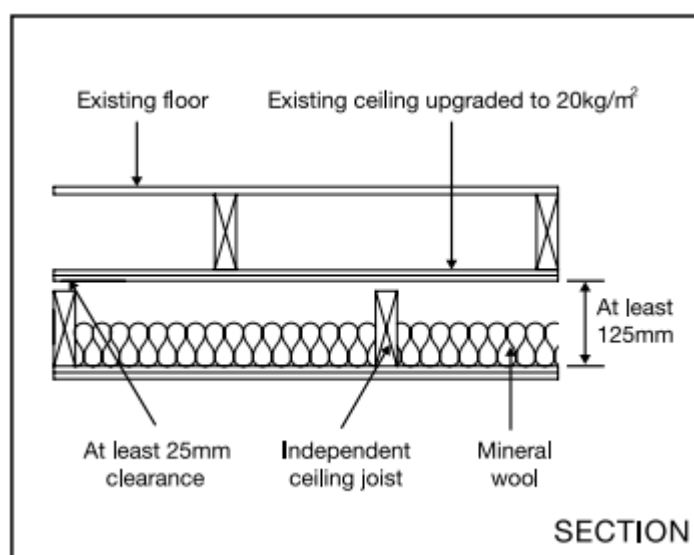 Existing floor
Existing ceiling upgraded to 20kg/m²
At least
125mm
At least 25mm
clearance
Independent
ceiling joist
Mineral
wool
SECTION